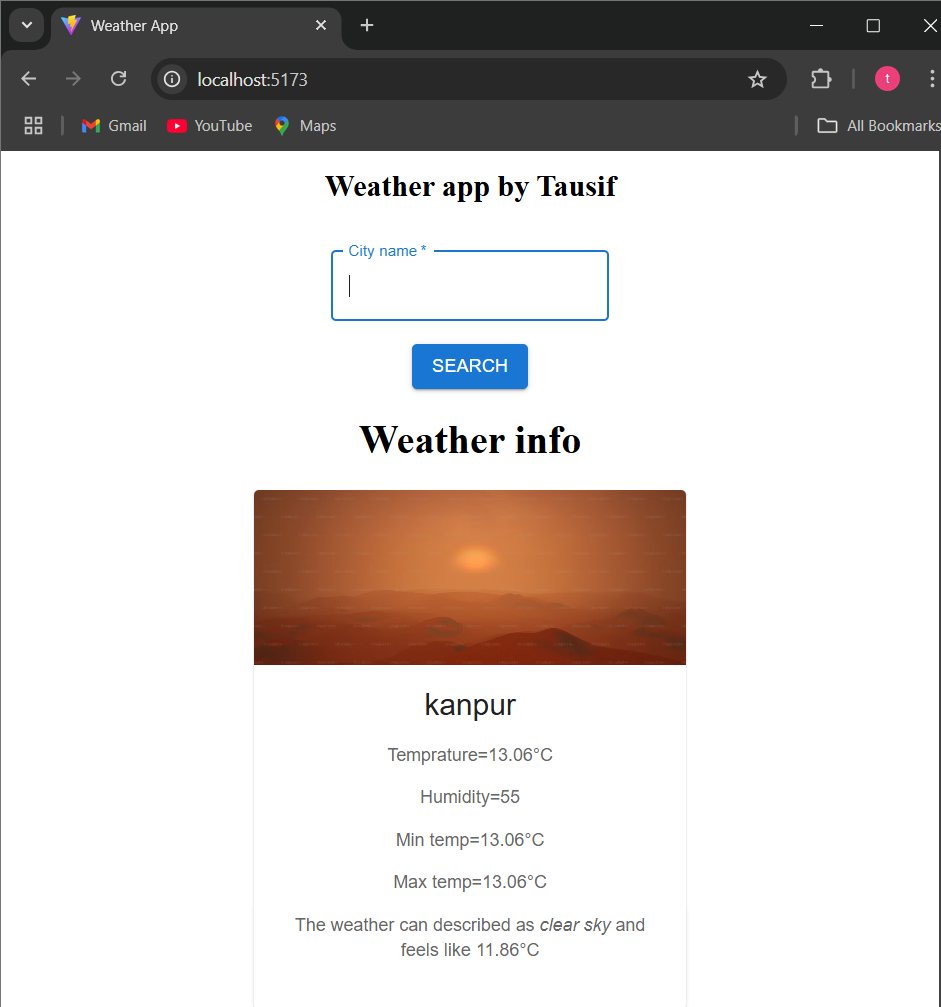 Weather App
localhost:5173
t
Gmail
YouTube
Maps
All Bookmarks
Weather app by Tausif
City name *
SEARCH
Weather info
kanpur
Temprature=13.06°C
Humidity=55
Min temp=13.06°C
Max temp=13.06°C
The weather can described as clear sky and
feels like 11.86°C